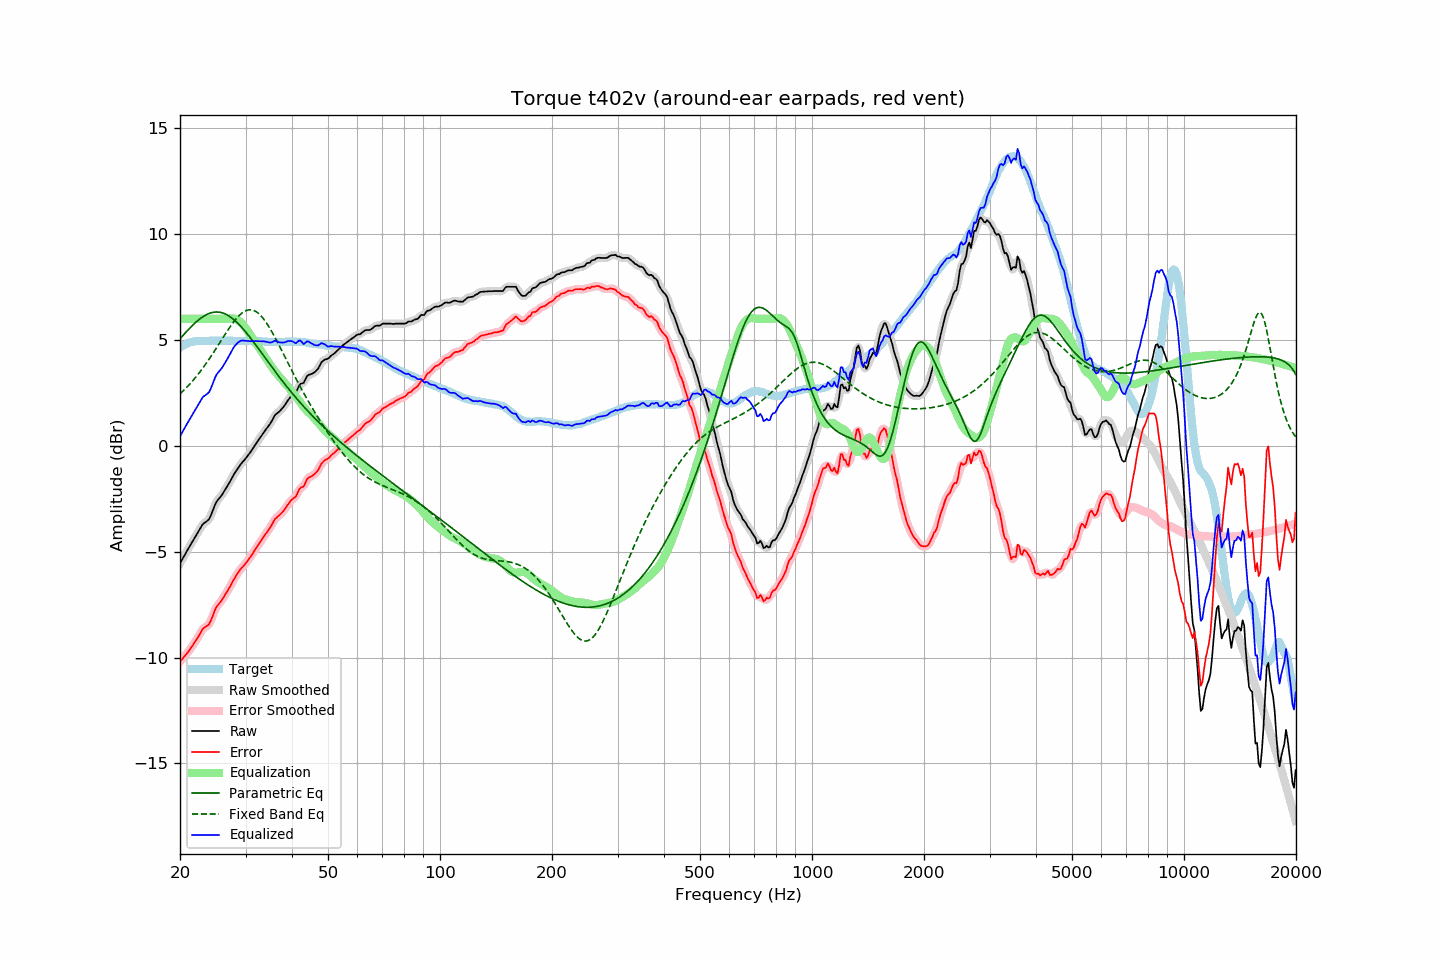 Torque t402v (around-ear earpads, red vent)
15
10
5
0
−5
−10
−15
Amplitude (dBr)
Target
Raw Smoothed
Error Smoothed
Raw
Error
Equalization
Parametric Eq
Fixed Band Eq
Equalized
20 50 100 200 500 1000 2000 5000 10000 20000
Frequency (Hz)